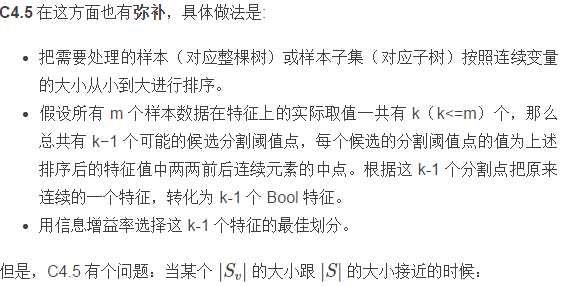 C4.5 在这方面也有弥补，具体做法是:
• 把需要处理的样本（对应整棵树）或样本子集（对应子树）按照连续变量
的大小从小到大进行排序。
• 假设所有 m 个样本数据在特征上的实际取值一共有 k（k<=m）个，那么
总共有 k−1 个可能的候选分割阈值点，每个候选的分割阈值点的值为上述
排序后的特征值中两两前后连续元素的中点。根据这 k-1 个分割点把原来
连续的一个特征，转化为 k-1 个 Bool 特征。
• 用信息增益率选择这 k-1 个特征的最佳划分。
但是，C4.5 有个问题：当某个 |Sv| 的大小跟 |S| 的大小接近的时候：